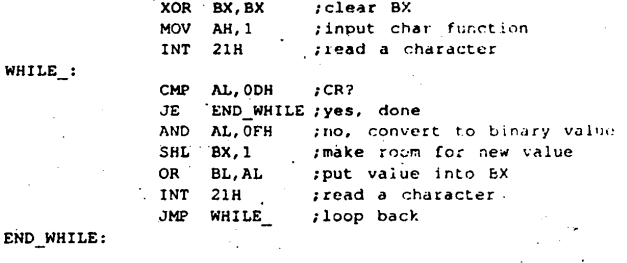 XOR BX,BX ;clear BX
MOV AH,1 ;input char function
INT 21H ;read a character
WHILE_:
CMP AL,0DH ;CR?
JE END_WHILE ;yes, done
AND AL,0FH ;no, convert to binary value
SHL BX,1 ;make room for new value
OR BL,AL ;put value into BX
INT 21H ;read a character
JMP WHILE_ ;loop back
END_WHILE: